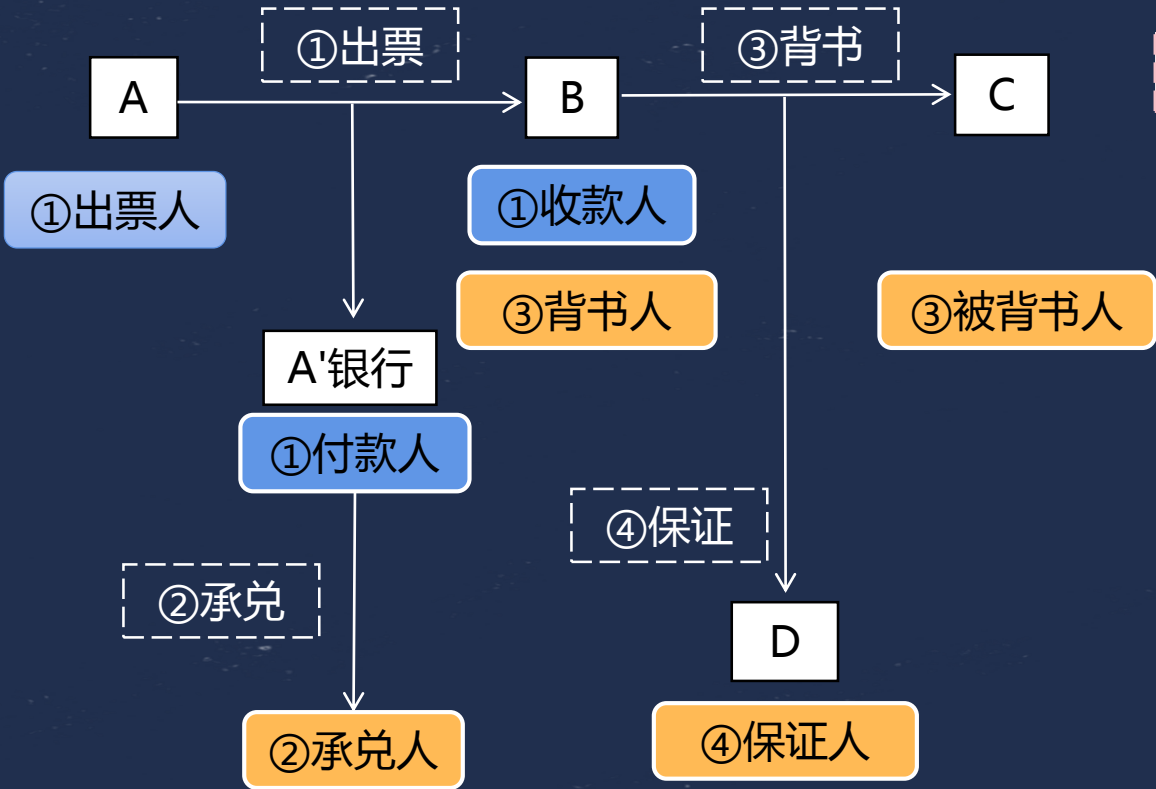 ①出票
③背书
A
B
C
①出票人
①收款人
③背书人
③被背书人
A'银行
①付款人
④保证
②承兑
D
②承兑人
④保证人